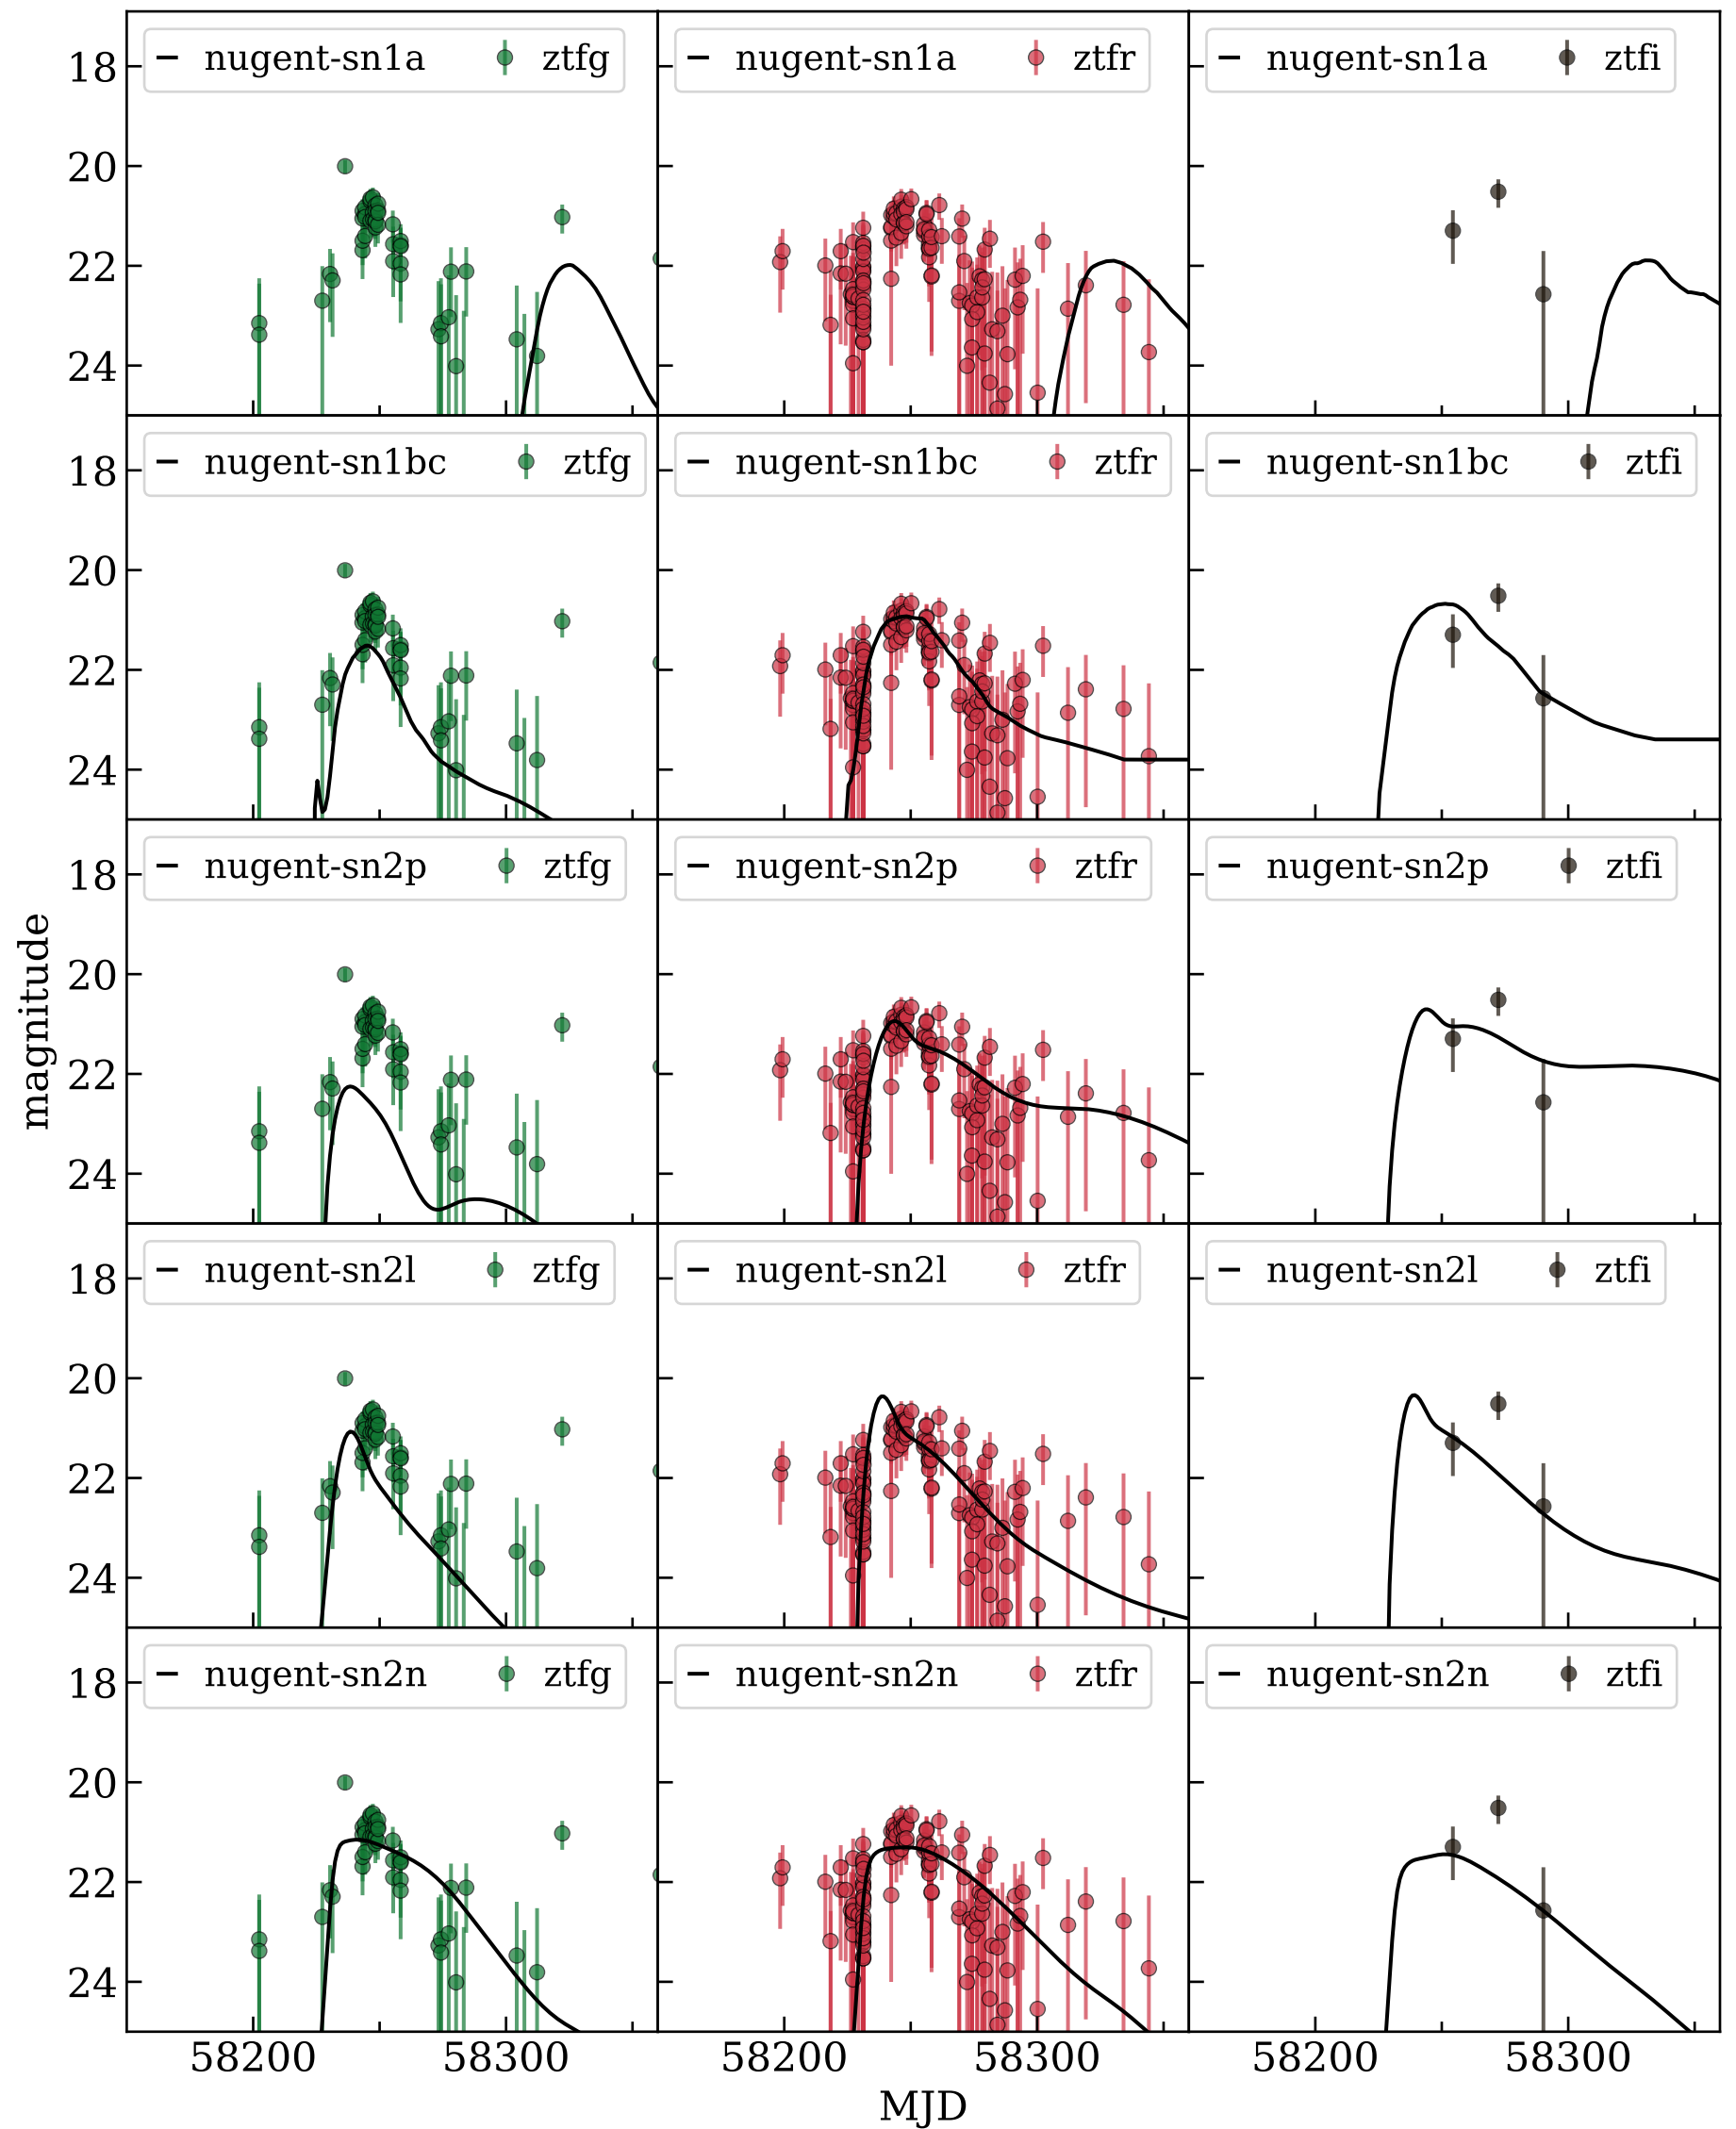 nugent-sn1a ztfg nugent-sn1a ztfr nugent-sn1a ztfi
18
20
22
24
nugent-sn1bc ztfg nugent-sn1bc ztfr nugent-sn1bc ztfi
18
20
22
24
nugent-sn2p ztfg nugent-sn2p ztfr nugent-sn2p ztfi
18
20
22
24
magnitude
nugent-sn2l ztfg nugent-sn2l ztfr nugent-sn2l ztfi
18
20
22
24
nugent-sn2n ztfg nugent-sn2n ztfr nugent-sn2n ztfi
18
20
22
24
58200 58300 58200 58300 58200 58300
MJD